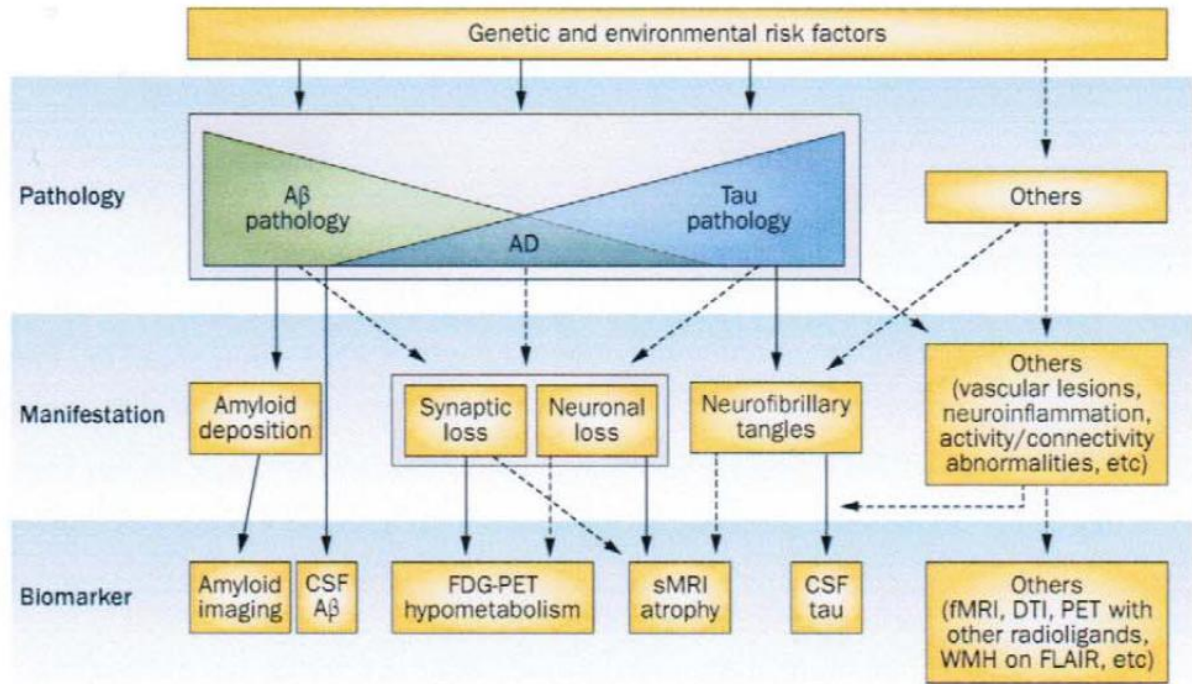 Genetic and environmental risk factors
Pathology
Aβ
pathology
AD
Tau
pathology
Others
Manifestation
Amyloid
deposition
Synaptic
loss
Neuronal
loss
Neurofibrillary
tangles
Others
(vascular lesions,
neuroinflammation,
activity/connectivity
abnormalities, etc)
Biomarker
Amyloid
imaging
CSF
Aβ
FDG-PET
hypometabolism
sMRI
atrophy
CSF
tau
Others
(fMRI, DTI, PET with
other radioligands,
WMH on FLAIR, etc)